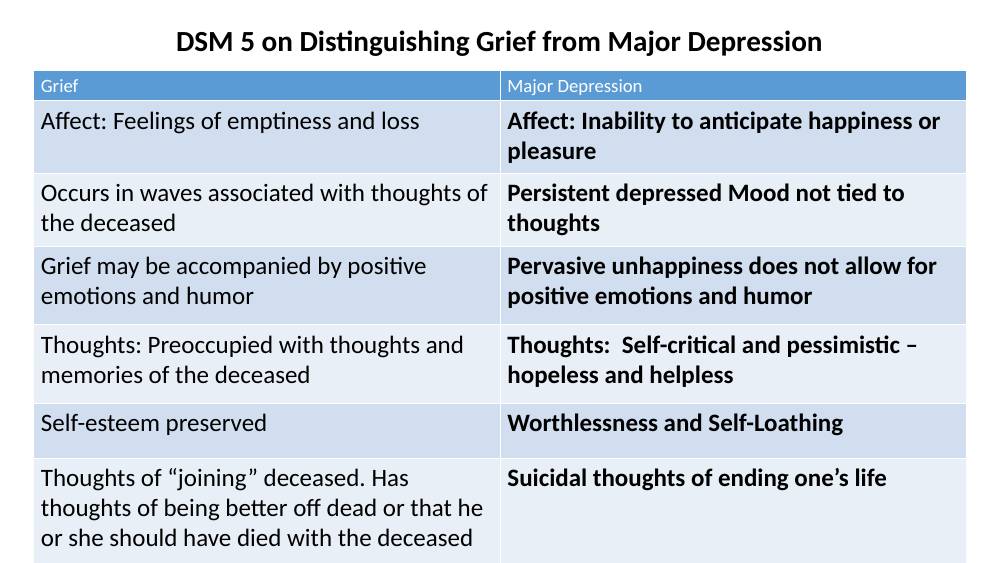 DSM 5 on Distinguishing Grief from Major Depression
Grief
Major Depression
Affect: Feelings of emptiness and loss
Affect: Inability to anticipate happiness or
pleasure
Occurs in waves associated with thoughts of
the deceased
Persistent depressed Mood not tied to
thoughts
Grief may be accompanied by positive
emotions and humor
Pervasive unhappiness does not allow for
positive emotions and humor
Thoughts: Preoccupied with thoughts and
memories of the deceased
Thoughts:  Self-critical and pessimistic –
hopeless and helpless
Self-esteem preserved
Worthlessness and Self-Loathing
Thoughts of “joining” deceased. Has
thoughts of being better off dead or that he
or she should have died with the deceased
Suicidal thoughts of ending one’s life